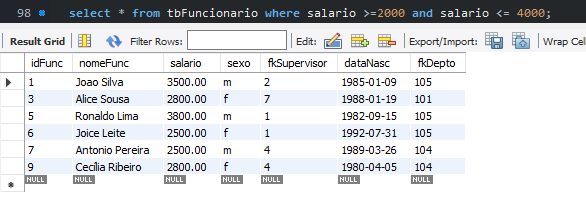 98 select * from tbFuncionario where salario >=2000 and salario <= 4000;
Result Grid Filter Rows: Edit: Export/Import: Wrap Cel
idFunc nomeFunc salario sexo fkSupervisor dataNasc fkDepto
1 Joao Silva 3500.00 m 2 1985-01-09 105
3 Alice Sousa 2800.00 f 7 1988-01-19 101
5 Ronaldo Lima 3800.00 m 1 1982-09-15 105
6 Joice Leite 2500.00 f 1 1992-07-31 105
7 Antonio Pereira 2500.00 m 4 1989-03-26 104
9 Cecília Ribeiro 2800.00 f 4 1980-04-05 104
NULL NULL NULL NULL NULL NULL NULL